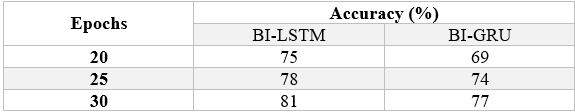 Epochs Accuracy (%)
BI-LSTM BI-GRU
20 75 69
25 78 74
30 81 77